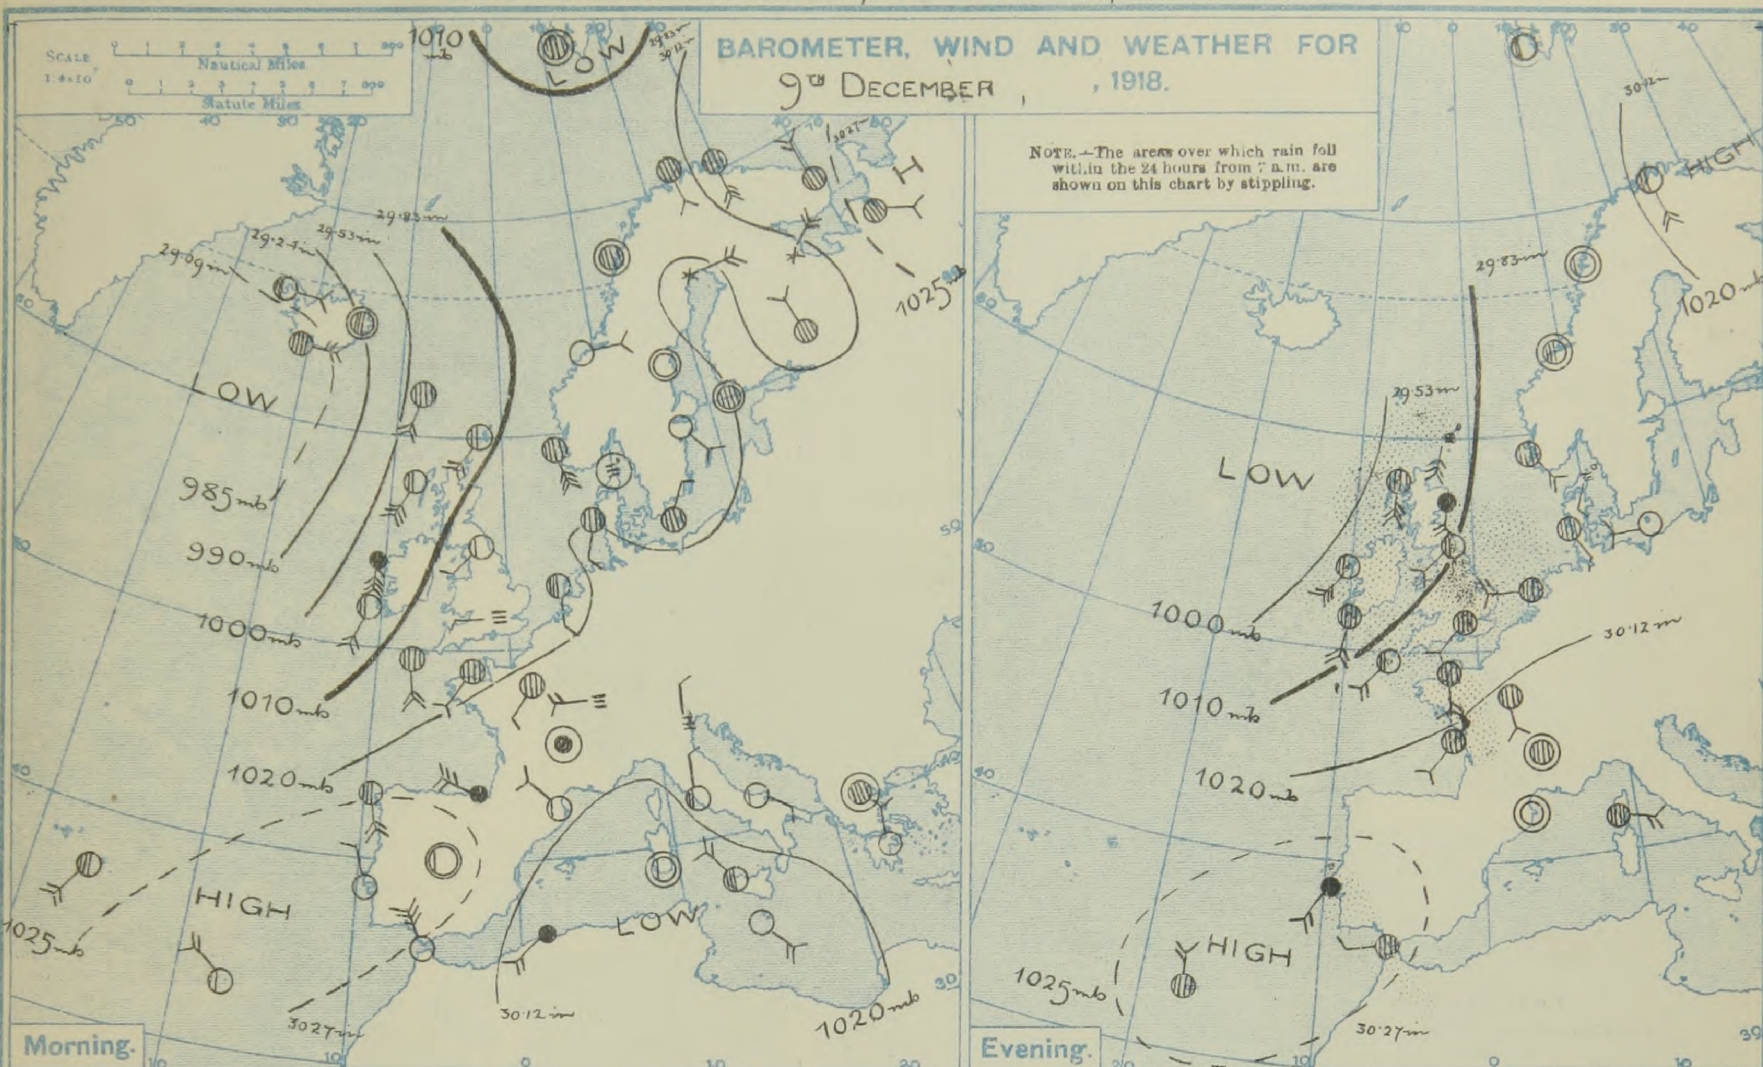 SCALE
Nautical Miles
Statute Miles
BAROMETER, WIND AND WEATHER FOR
9TH DECEMBER, , 1918.
NOTE.—The areas over which rain fell
within the 24 hours from 7 a.m. are
shown on this chart by stippling.
1010
mb
LOW
30·12 in
H
1025 mb
29·83 in
29·53 in
LOW
985 mb
990 mb
1000 mb
1010 mb
1020 mb
HIGH
1025 mb
30·27 in
30·12 in
LOW
1020 mb
Morning.
30·12 in
HIGH
1020 mb
29·83 in
29·53 in
LOW
1000 mb
1010 mb
1020 mb
30·12 in
HIGH
1025 mb
30·27 in
Evening.